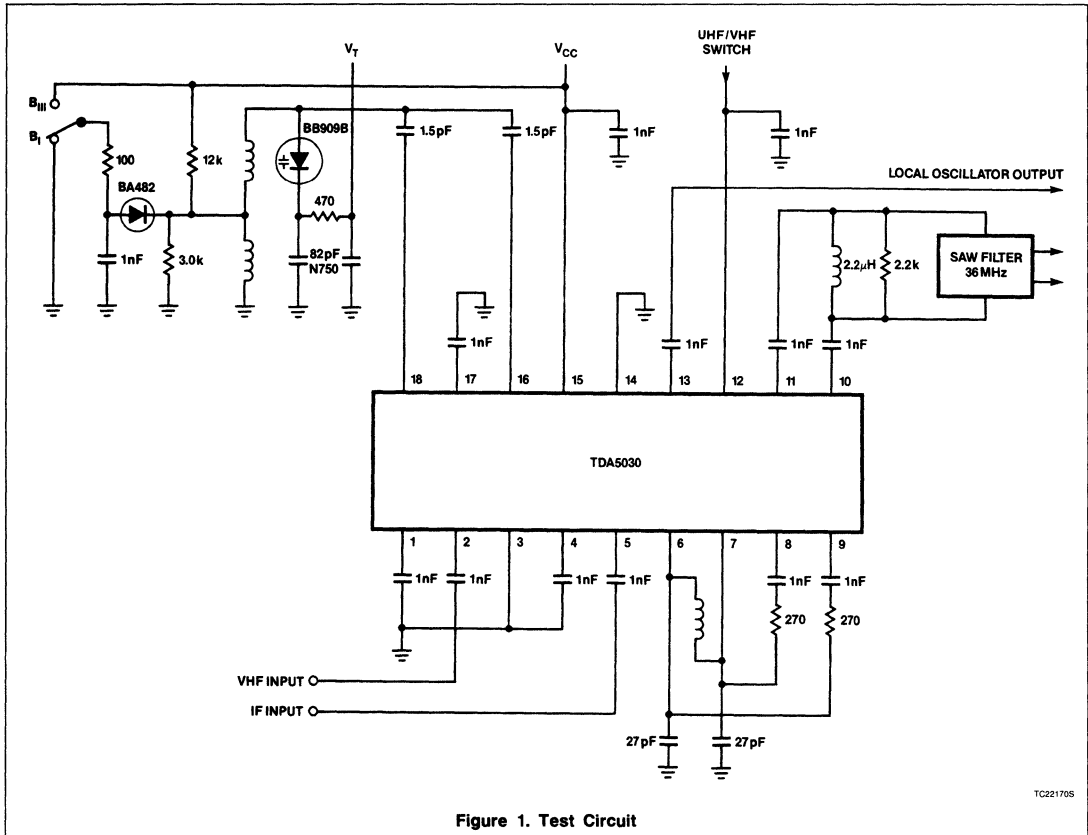 UHF/VHF
SWITCH
V_T
V_CC
B_III
B_I
100
12k
BB909B
1.5pF
1.5pF
1nF
1nF
BA482
LOCAL OSCILLATOR OUTPUT
470
1nF
3.0k
82pF
N750
2.2μH
2.2k
SAW FILTER
36MHz
1nF
1nF
1nF
1nF
18
17
16
15
14
13
12
11
10
TDA5030
1
2
3
4
5
6
7
8
9
1nF
1nF
1nF
1nF
1nF
1nF
270
270
VHF INPUT
IF INPUT
27pF
27pF
TC22170S
Figure 1. Test Circuit